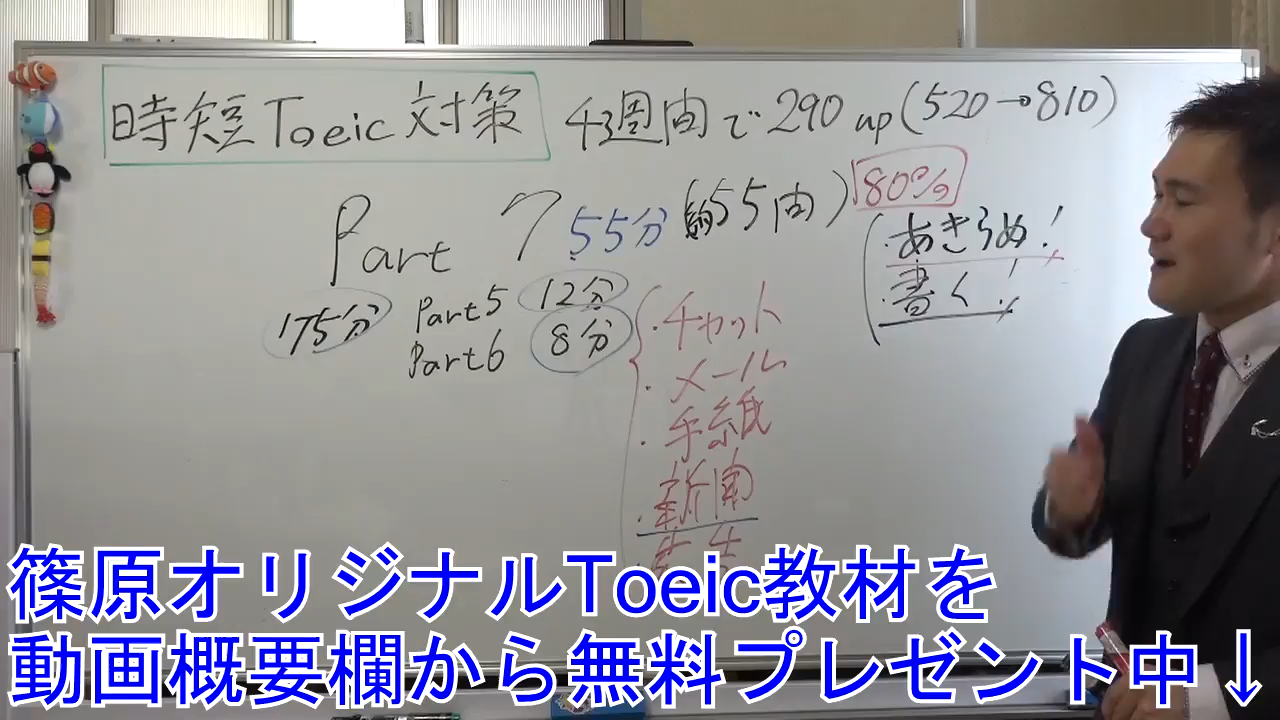 時短Toeic対策 43週間で290 up(520→810)
Part 7 55分 (約55問) 80%
・あきらめ!
・書く!
175分 Part5 12分
Part6 8分
・チャット
・メール
・手紙
・新聞
篠原オリジナルToeic教材を
動画概要欄から無料プレゼント中↓